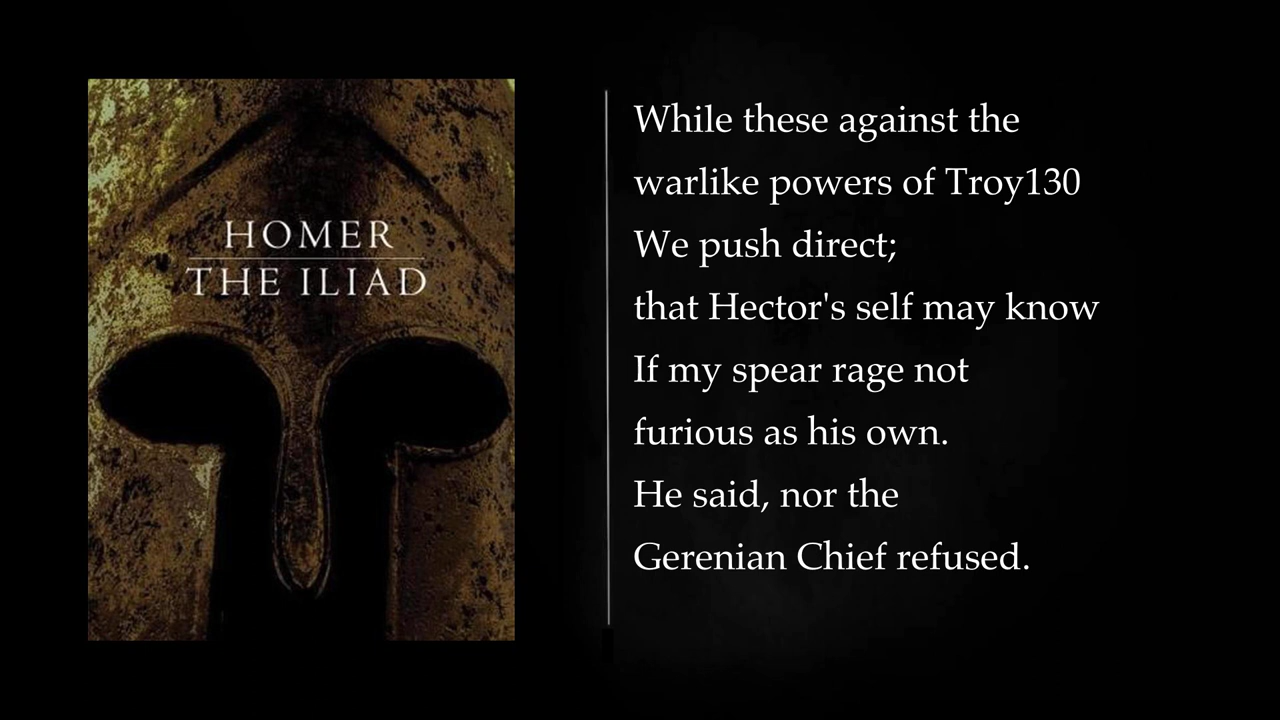 HOMER
THE ILIAD
While these against the
warlike powers of Troy130
We push direct;
that Hector's self may know
If my spear rage not
furious as his own.
He said, nor the
Gerenian Chief refused.